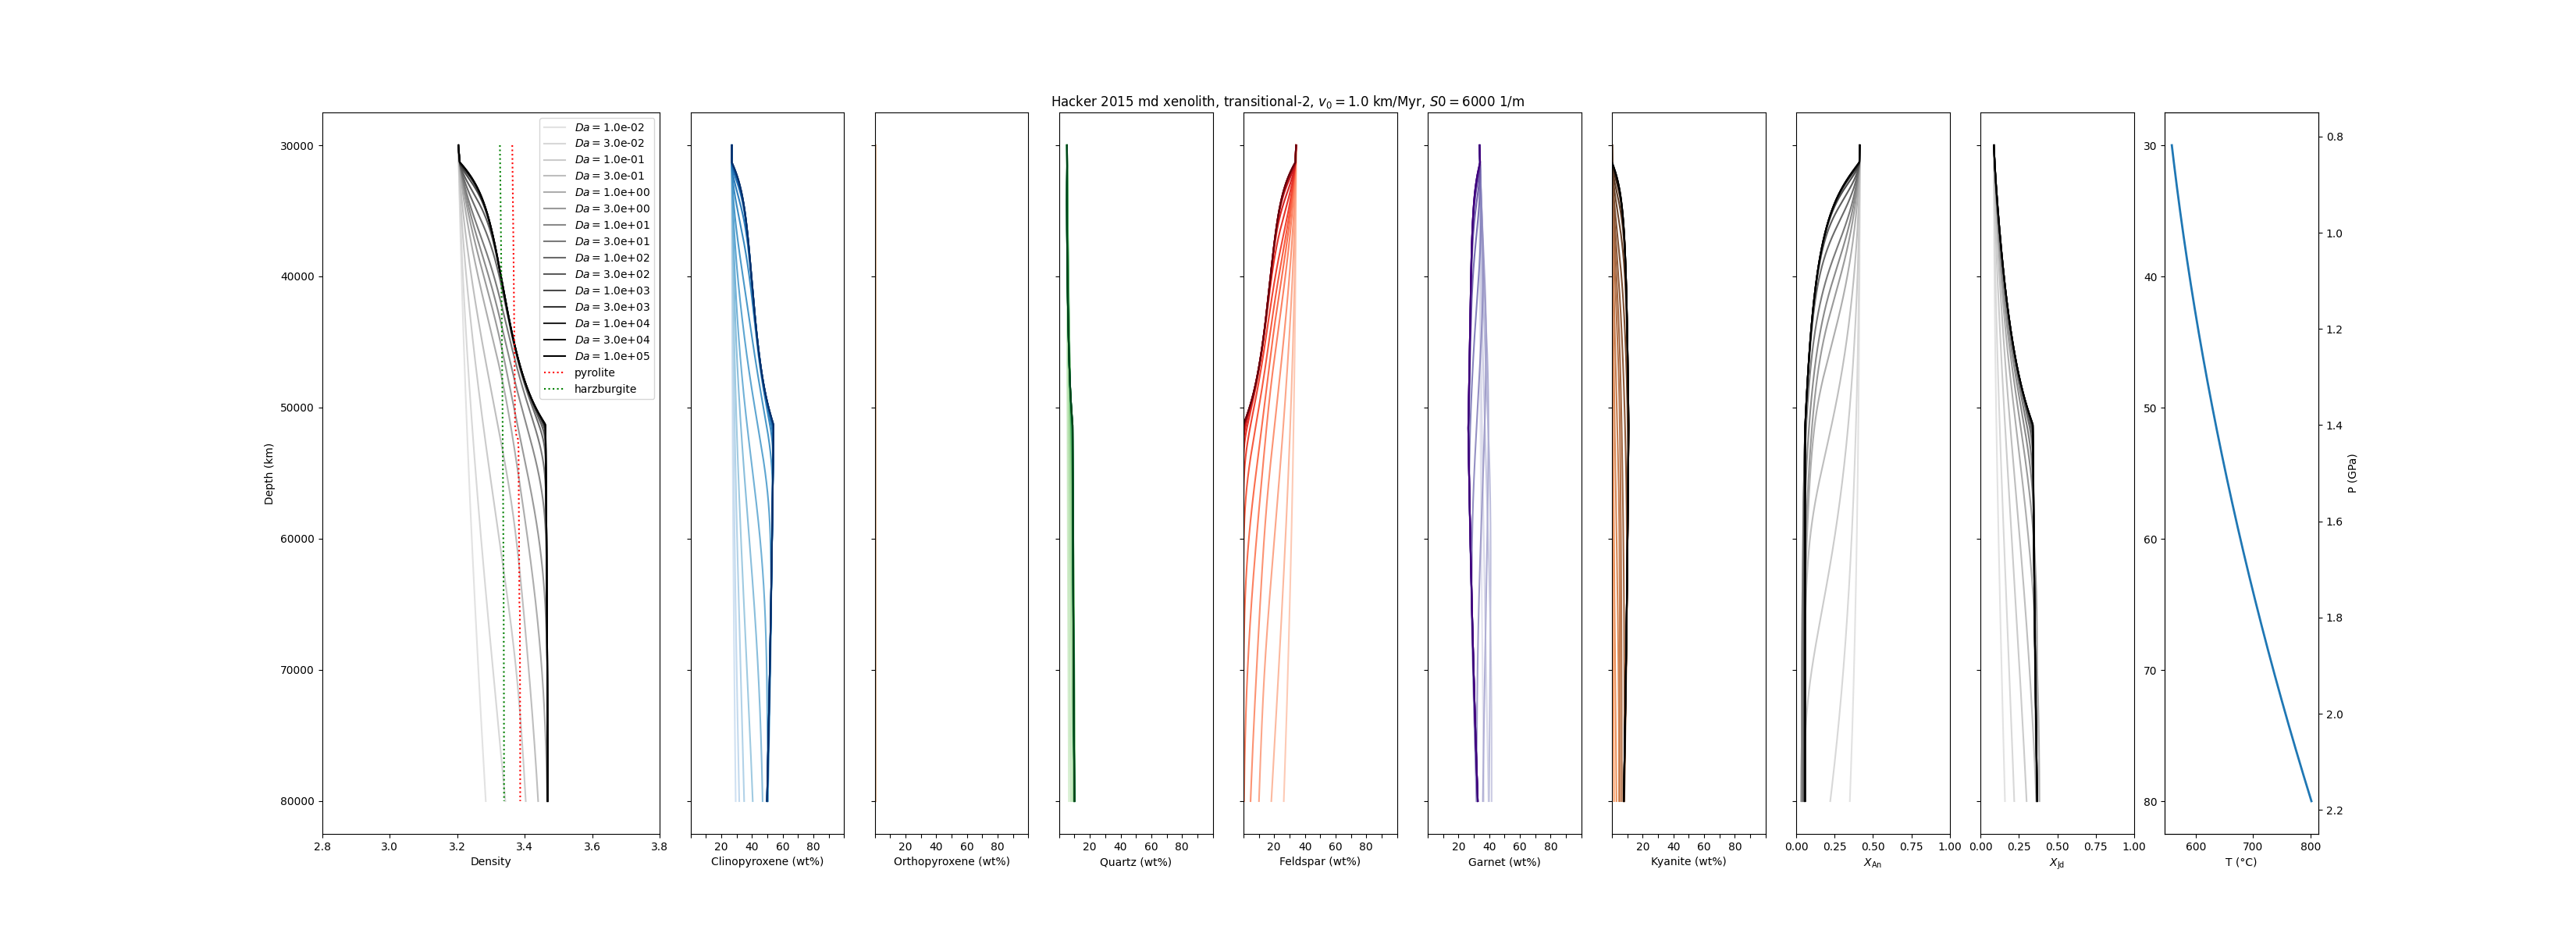 Hacker 2015 md xenolith, transitional-2, v₀ = 1.0 km/Myr, S0 = 6000 1/m
Da = 1.0e-02
Da = 3.0e-02
Da = 1.0e-01
Da = 3.0e-01
Da = 1.0e+00
Da = 3.0e+00
Da = 1.0e+01
Da = 3.0e+01
Da = 1.0e+02
Da = 3.0e+02
Da = 1.0e+03
Da = 3.0e+03
Da = 1.0e+04
Da = 3.0e+04
Da = 1.0e+05
pyrolite
harzburgite
Depth (km)
30000
40000
50000
60000
70000
80000
2.8 3.0 3.2 3.4 3.6 3.8
Density
20 40 60 80
Clinopyroxene (wt%)
20 40 60 80
Orthopyroxene (wt%)
20 40 60 80
Quartz (wt%)
20 40 60 80
Feldspar (wt%)
20 40 60 80
Garnet (wt%)
20 40 60 80
Kyanite (wt%)
0.00 0.25 0.50 0.75 1.00
X_An
0.00 0.25 0.50 0.75 1.00
X_Jd
30
40
50
60
70
80
600 700 800
T (°C)
0.8
1.0
1.2
1.4
1.6
1.8
2.0
2.2
P (GPa)